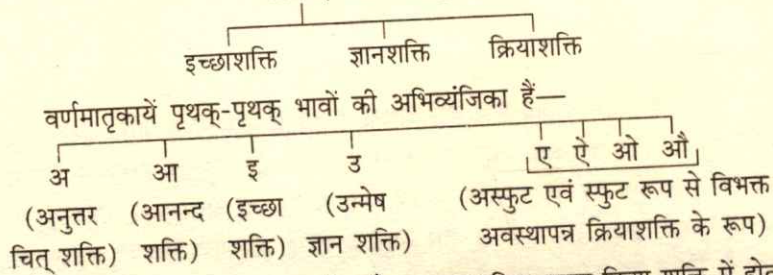 इच्छाशक्ति ज्ञानशक्ति क्रियाशक्ति
वर्णमातृकायें पृथक्-पृथक् भावों की अभिव्यंजिका हैं—
अ आ इ उ ए ऐ ओ औ
(अनुत्तर (आनन्द (इच्छा (उन्मेष (अस्फुट एवं स्फुट रूप से विभक्त
चित् शक्ति) शक्ति) शक्ति) ज्ञान शक्ति) अवस्थापन्न क्रियाशक्ति के रूप)